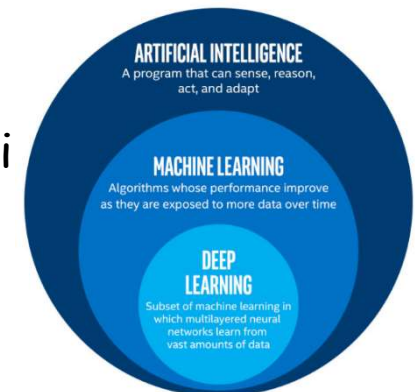 ARTIFICIAL INTELLIGENCE
A program that can sense, reason,
act, and adapt
i
MACHINE LEARNING
Algorithms whose performance improve
as they are exposed to more data over time
DEEP
LEARNING
Subset of machine learning in
which multilayered neural
networks learn from
vast amounts of data